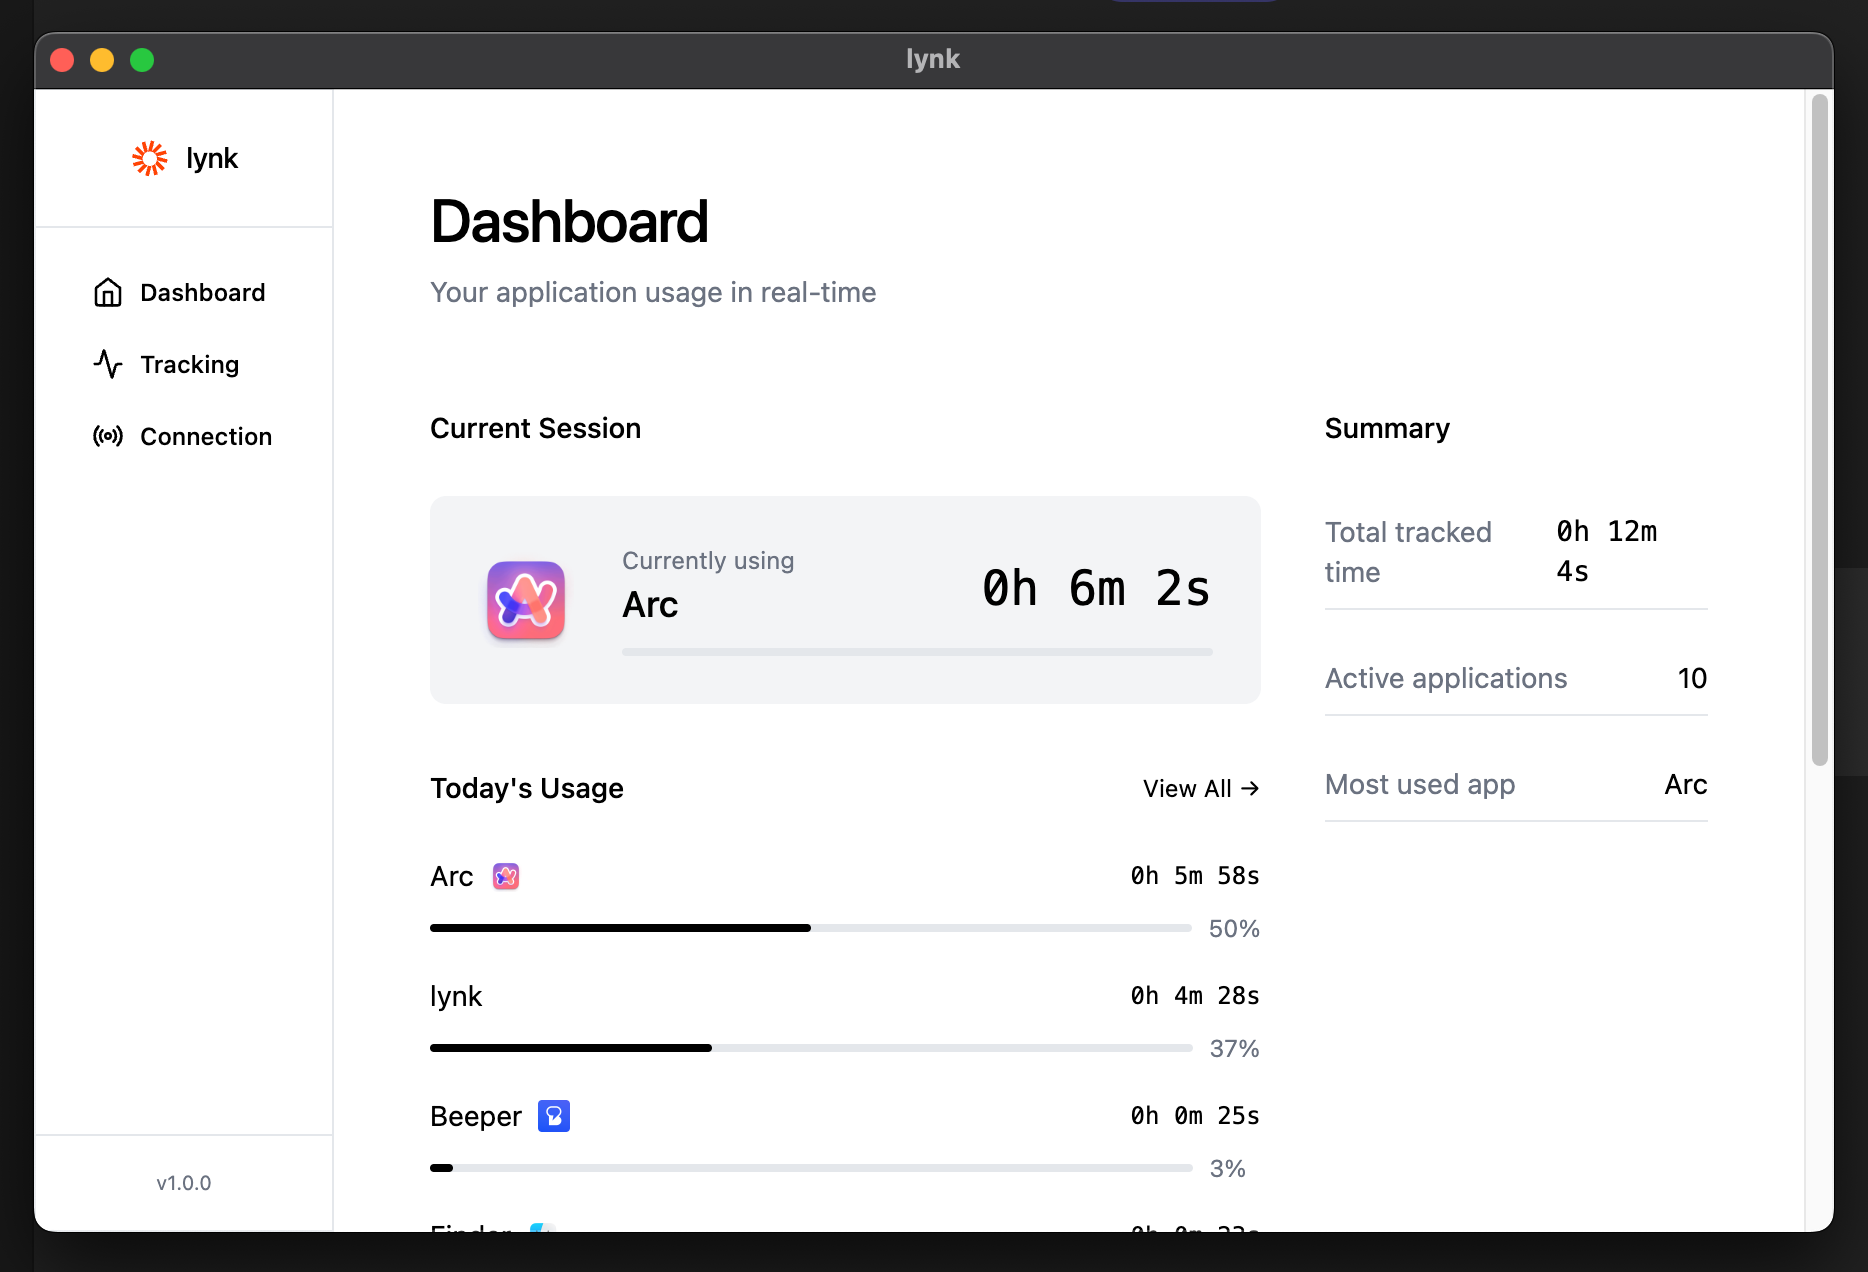 lynk
lynk
Dashboard
Tracking
Connection
v1.0.0
Dashboard
Your application usage in real-time
Current Session
Currently using
Arc
0h 6m 2s
Today's Usage
View All →
Arc
0h 5m 58s
50%
lynk
0h 4m 28s
37%
Beeper
0h 0m 25s
3%
Finder
Summary
Total tracked time
0h 12m 4s
Active applications
10
Most used app
Arc